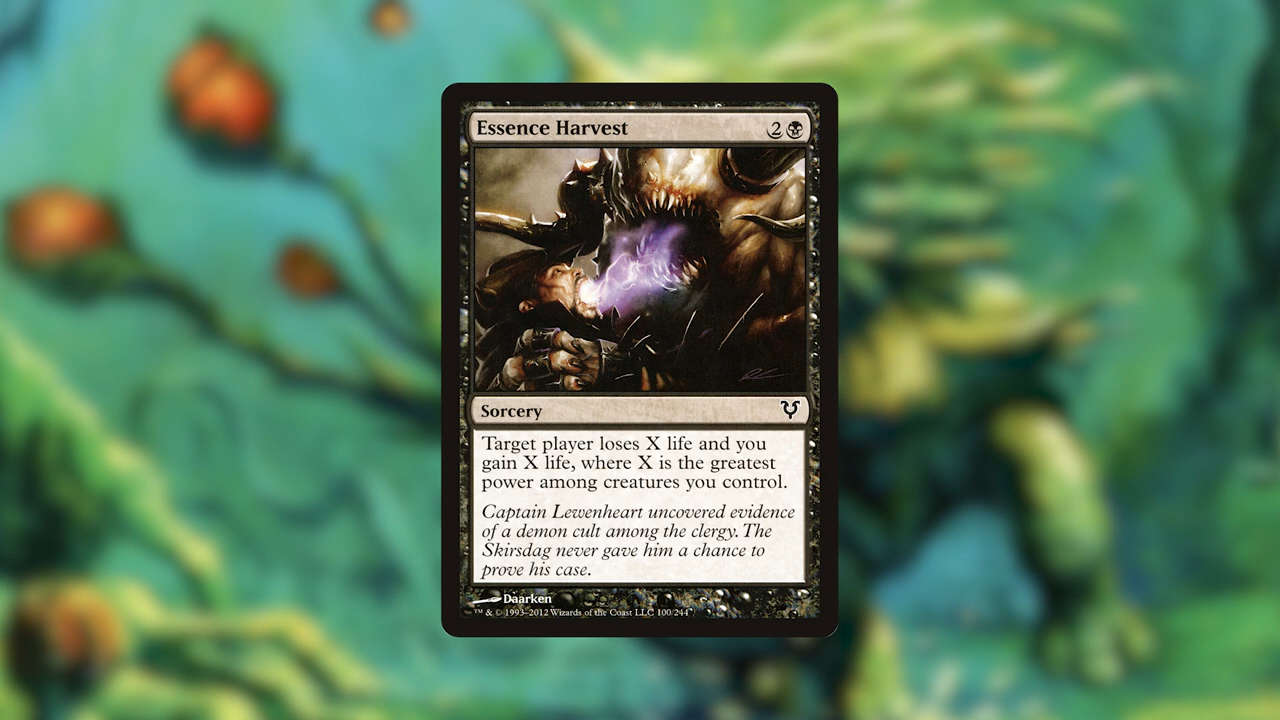 Essence Harvest 2
Sorcery
Target player loses X life and you
gain X life, where X is the greatest
power among creatures you control.
Captain Lewenheart uncovered evidence
of a demon cult among the clergy. The
Skirsdag never gave him a chance to
prove his case.
Daarken
™ & © 1993–2012 Wizards of the Coast LLC 100/244